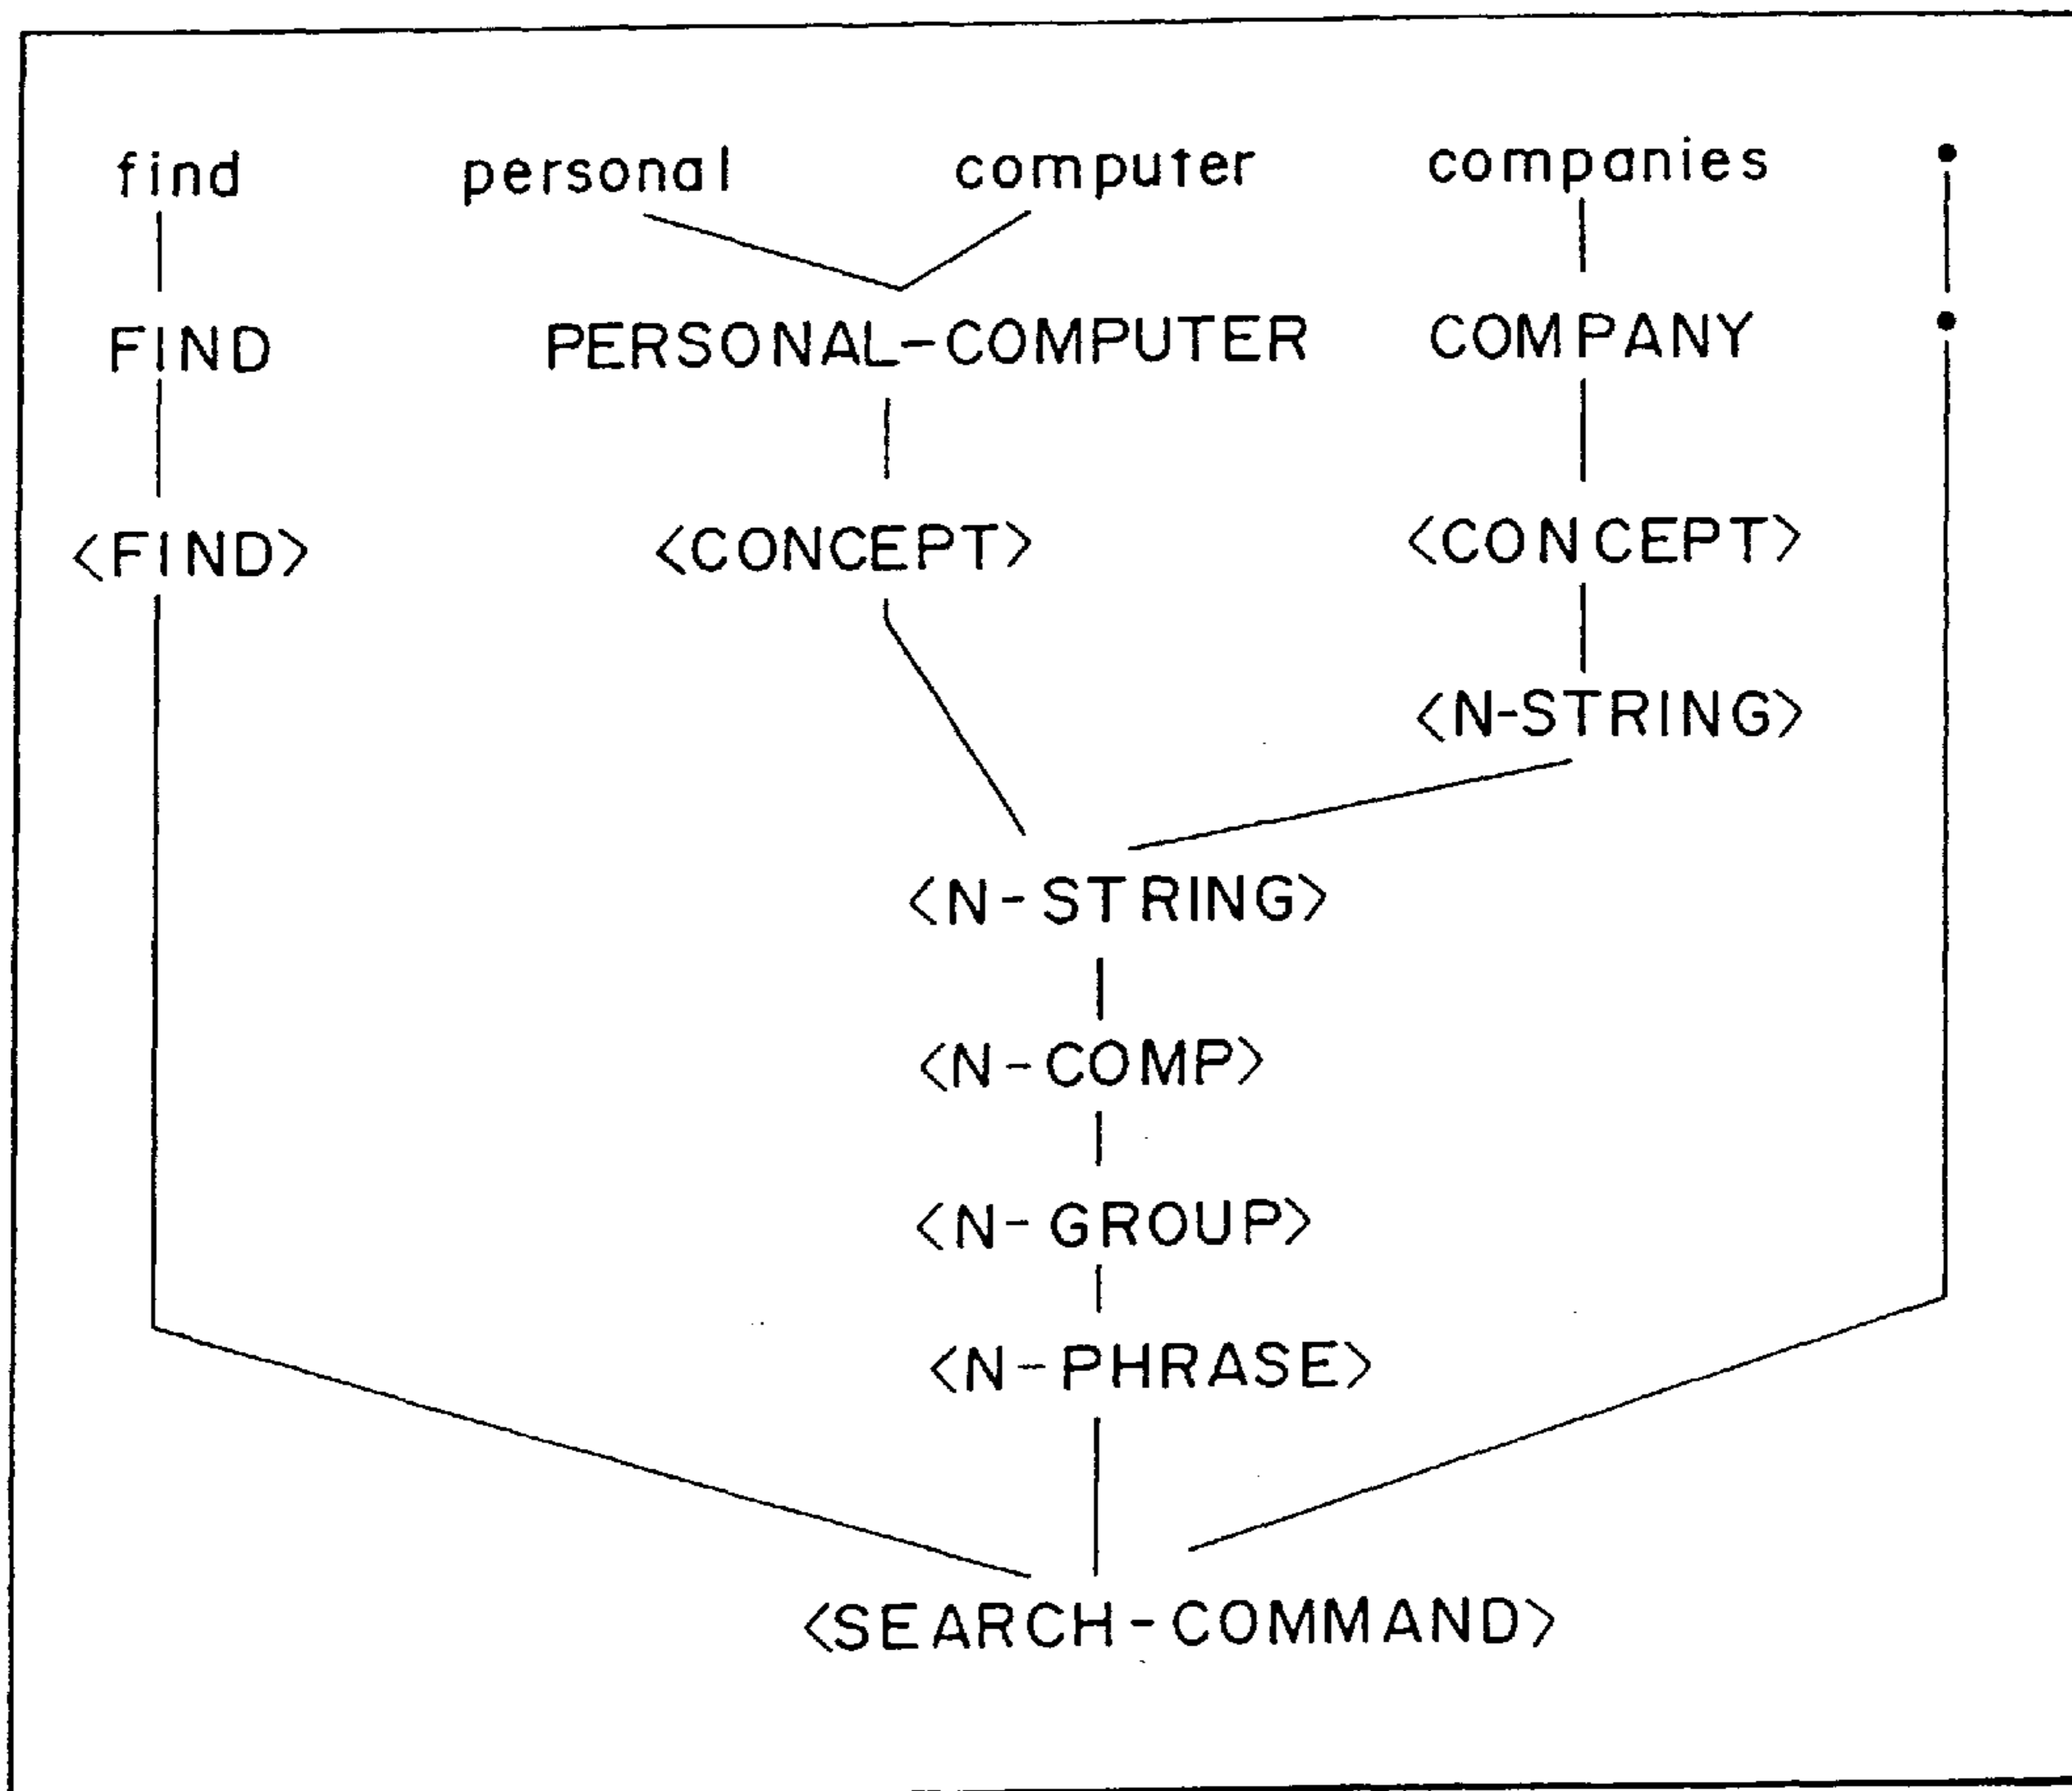 find personal computer companies .
FIND PERSONAL-COMPUTER COMPANY .
<FIND> <CONCEPT> <CONCEPT>
<N-STRING>
<N-STRING>
<N-COMP>
<N-GROUP>
<N-PHRASE>
<SEARCH-COMMAND>